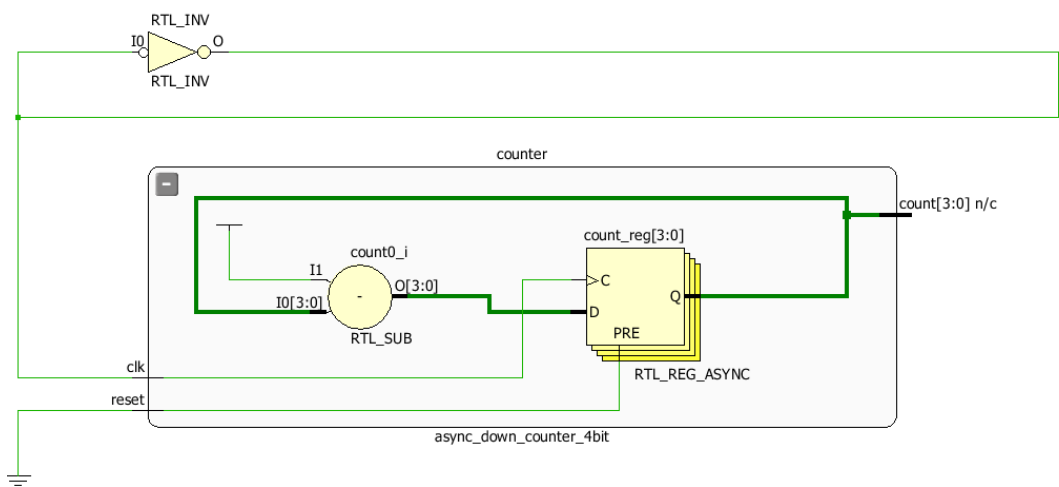 RTL_INV
I0
O
RTL_INV
counter
-
count[3:0] n/c
count0_i
count_reg[3:0]
I1
I0[3:0]
-
O[3:0]
RTL_SUB
C
D
Q
PRE
RTL_REG_ASYNC
clk
reset
async_down_counter_4bit